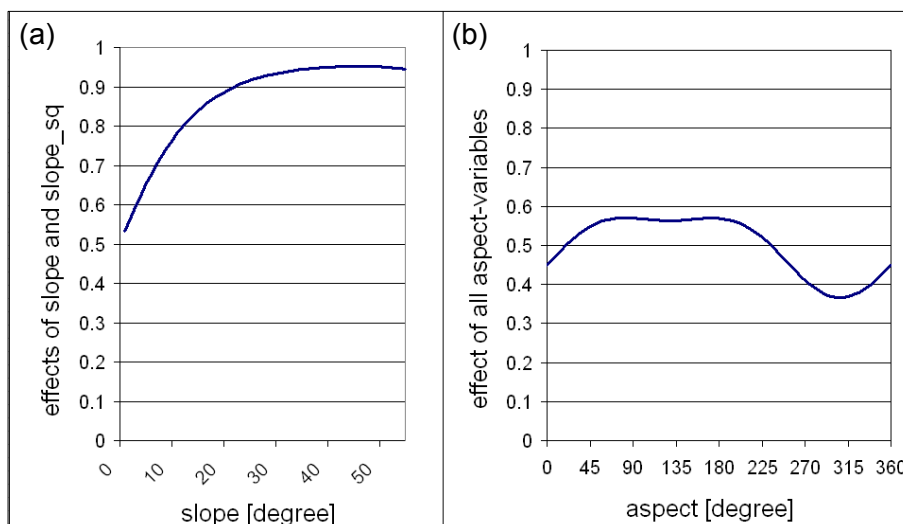 (a)
effects of slope and slope_sq
1
0.9
0.8
0.7
0.6
0.5
0.4
0.3
0.2
0.1
0
0 10 20 30 40 50
slope [degree]
(b)
effect of all aspect-variables
1
0.9
0.8
0.7
0.6
0.5
0.4
0.3
0.2
0.1
0
0 45 90 135 180 225 270 315 360
aspect [degree]